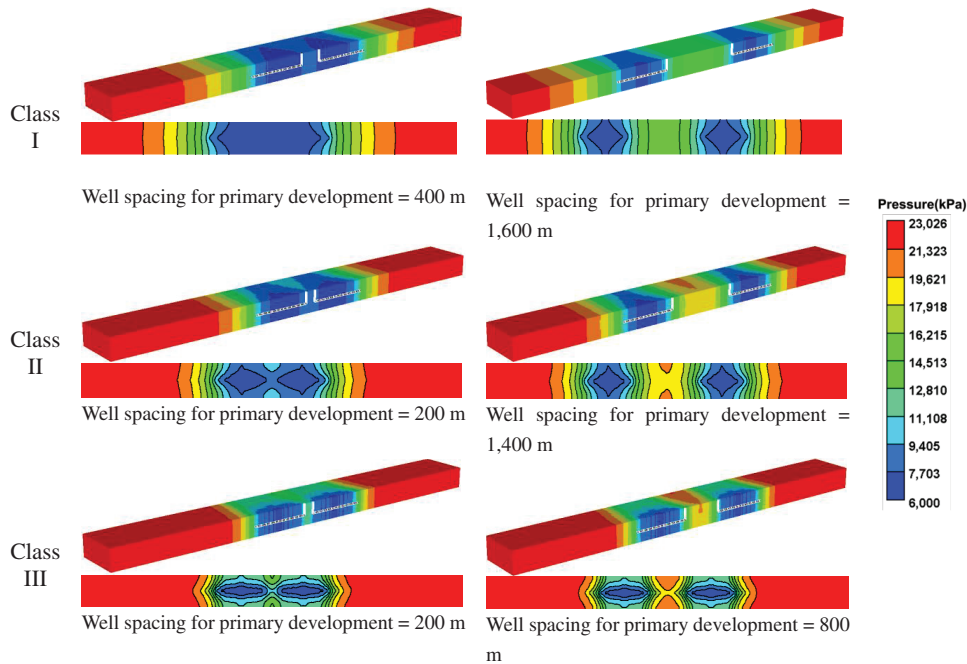 Class
I
Well spacing for primary development = 400 m
Well spacing for primary development =
1,600 m
Class
II
Well spacing for primary development = 200 m
Well spacing for primary development =
1,400 m
Class
III
Well spacing for primary development = 200 m
Well spacing for primary development = 800
m
Pressure(kPa)
23,026
21,323
19,621
17,918
16,215
14,513
12,810
11,108
9,405
7,703
6,000